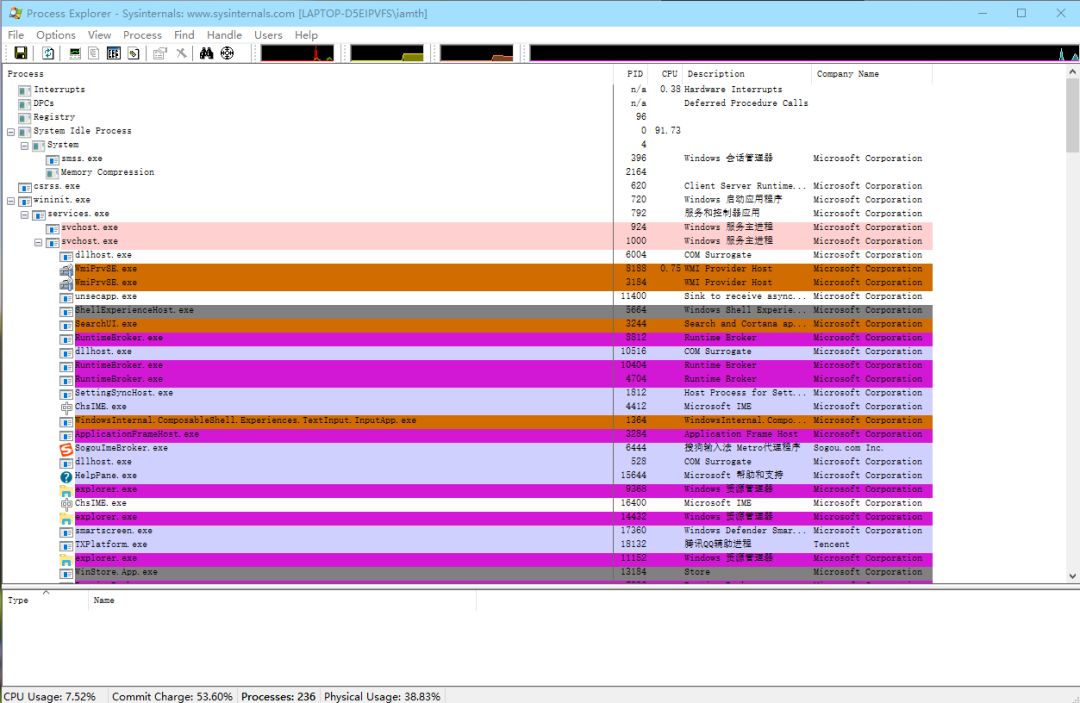 Process Explorer - Sysinternals: www.sysinternals.com [LAPTOP-D5EIPVFS\iamth]
File Options View Process Find Handle Users Help
Process PID CPU Description Company Name
Interrupts n/a 0.38 Hardware Interrupts
DPCs n/a Deferred Procedure Calls
Registry 96
System Idle Process 0 91.73
System 4
smss.exe 396 Windows 会话管理器 Microsoft Corporation
Memory Compression 2164
csrss.exe 620 Client Server Runtime... Microsoft Corporation
wininit.exe 720 Windows 启动应用程序 Microsoft Corporation
services.exe 792 服务和控制器应用 Microsoft Corporation
svchost.exe 924 Windows 服务主进程 Microsoft Corporation
svchost.exe 1000 Windows 服务主进程 Microsoft Corporation
dllhost.exe 6004 COM Surrogate Microsoft Corporation
WmiPrvSE.exe 8188 0.75 WMI Provider Host Microsoft Corporation
WmiPrvSE.exe 3184 WMI Provider Host Microsoft Corporation
unsecapp.exe 11400 Sink to receive async... Microsoft Corporation
ShellExperienceHost.exe 5664 Windows Shell Experie... Microsoft Corporation
SearchUI.exe 3244 Search and Cortana ap... Microsoft Corporation
RuntimeBroker.exe 8812 Runtime Broker Microsoft Corporation
dllhost.exe 10516 COM Surrogate Microsoft Corporation
RuntimeBroker.exe 10404 Runtime Broker Microsoft Corporation
RuntimeBroker.exe 4704 Runtime Broker Microsoft Corporation
SettingSyncHost.exe 1812 Host Process for Sett... Microsoft Corporation
ChsIME.exe 4412 Microsoft IME Microsoft Corporation
WindowsInternal.ComposableShell.Experiences.TextInput.InputApp.exe 1364 WindowsInternal.Compo... Microsoft Corporation
ApplicationFrameHost.exe 3284 Application Frame Host Microsoft Corporation
SogouImeBroker.exe 6444 搜狗输入法 Metro代理程序 Sogou.com Inc.
dllhost.exe 528 COM Surrogate Microsoft Corporation
HelpPane.exe 15644 Microsoft 帮助和支持 Microsoft Corporation
explorer.exe 9368 Windows 资源管理器 Microsoft Corporation
ChsIME.exe 16400 Microsoft IME Microsoft Corporation
explorer.exe 14432 Windows 资源管理器 Microsoft Corporation
smartscreen.exe 17360 Windows Defender Smar... Microsoft Corporation
TXPlatform.exe 18132 腾讯QQ辅助进程 Tencent
explorer.exe 11152 Windows 资源管理器 Microsoft Corporation
WinStore.App.exe 13184 Store Microsoft Corporation
Type Name
CPU Usage: 7.52% Commit Charge: 53.60% Processes: 236 Physical Usage: 38.83%